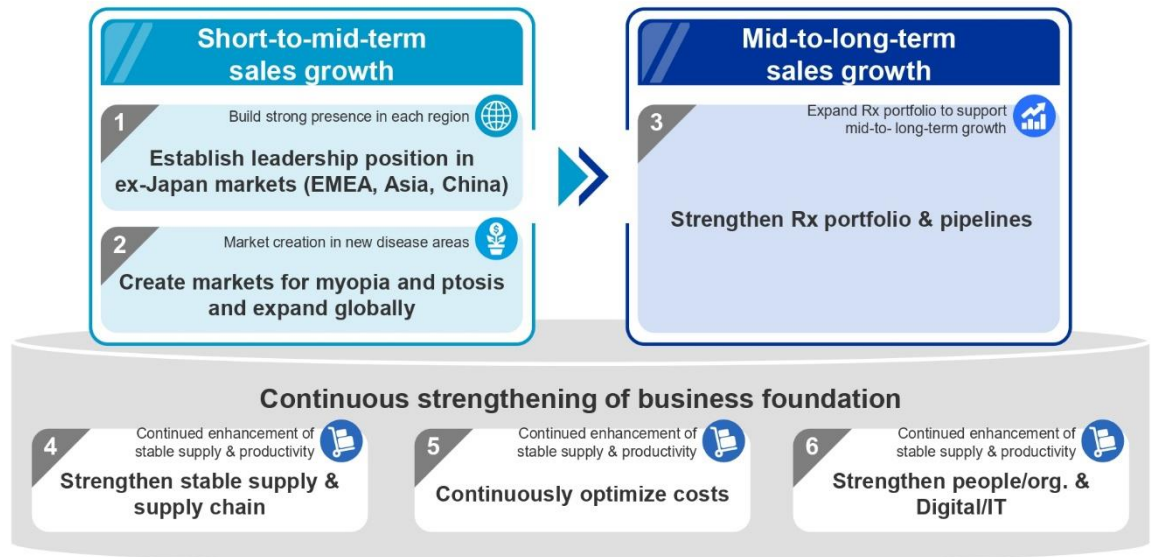 Short-to-mid-term
sales growth
1
Build strong presence in each region
Establish leadership position in
ex-Japan markets (EMEA, Asia, China)
2
Market creation in new disease areas
$
Create markets for myopia and ptosis
and expand globally
Mid-to-long-term
sales growth
3
Expand Rx portfolio to support
mid-to- long-term growth
Strengthen Rx portfolio & pipelines
Continuous strengthening of business foundation
4
Continued enhancement of
stable supply & productivity
Strengthen stable supply &
supply chain
5
Continued enhancement of
stable supply & productivity
Continuously optimize costs
6
Continued enhancement of
stable supply & productivity
Strengthen people/org. &
Digital/IT